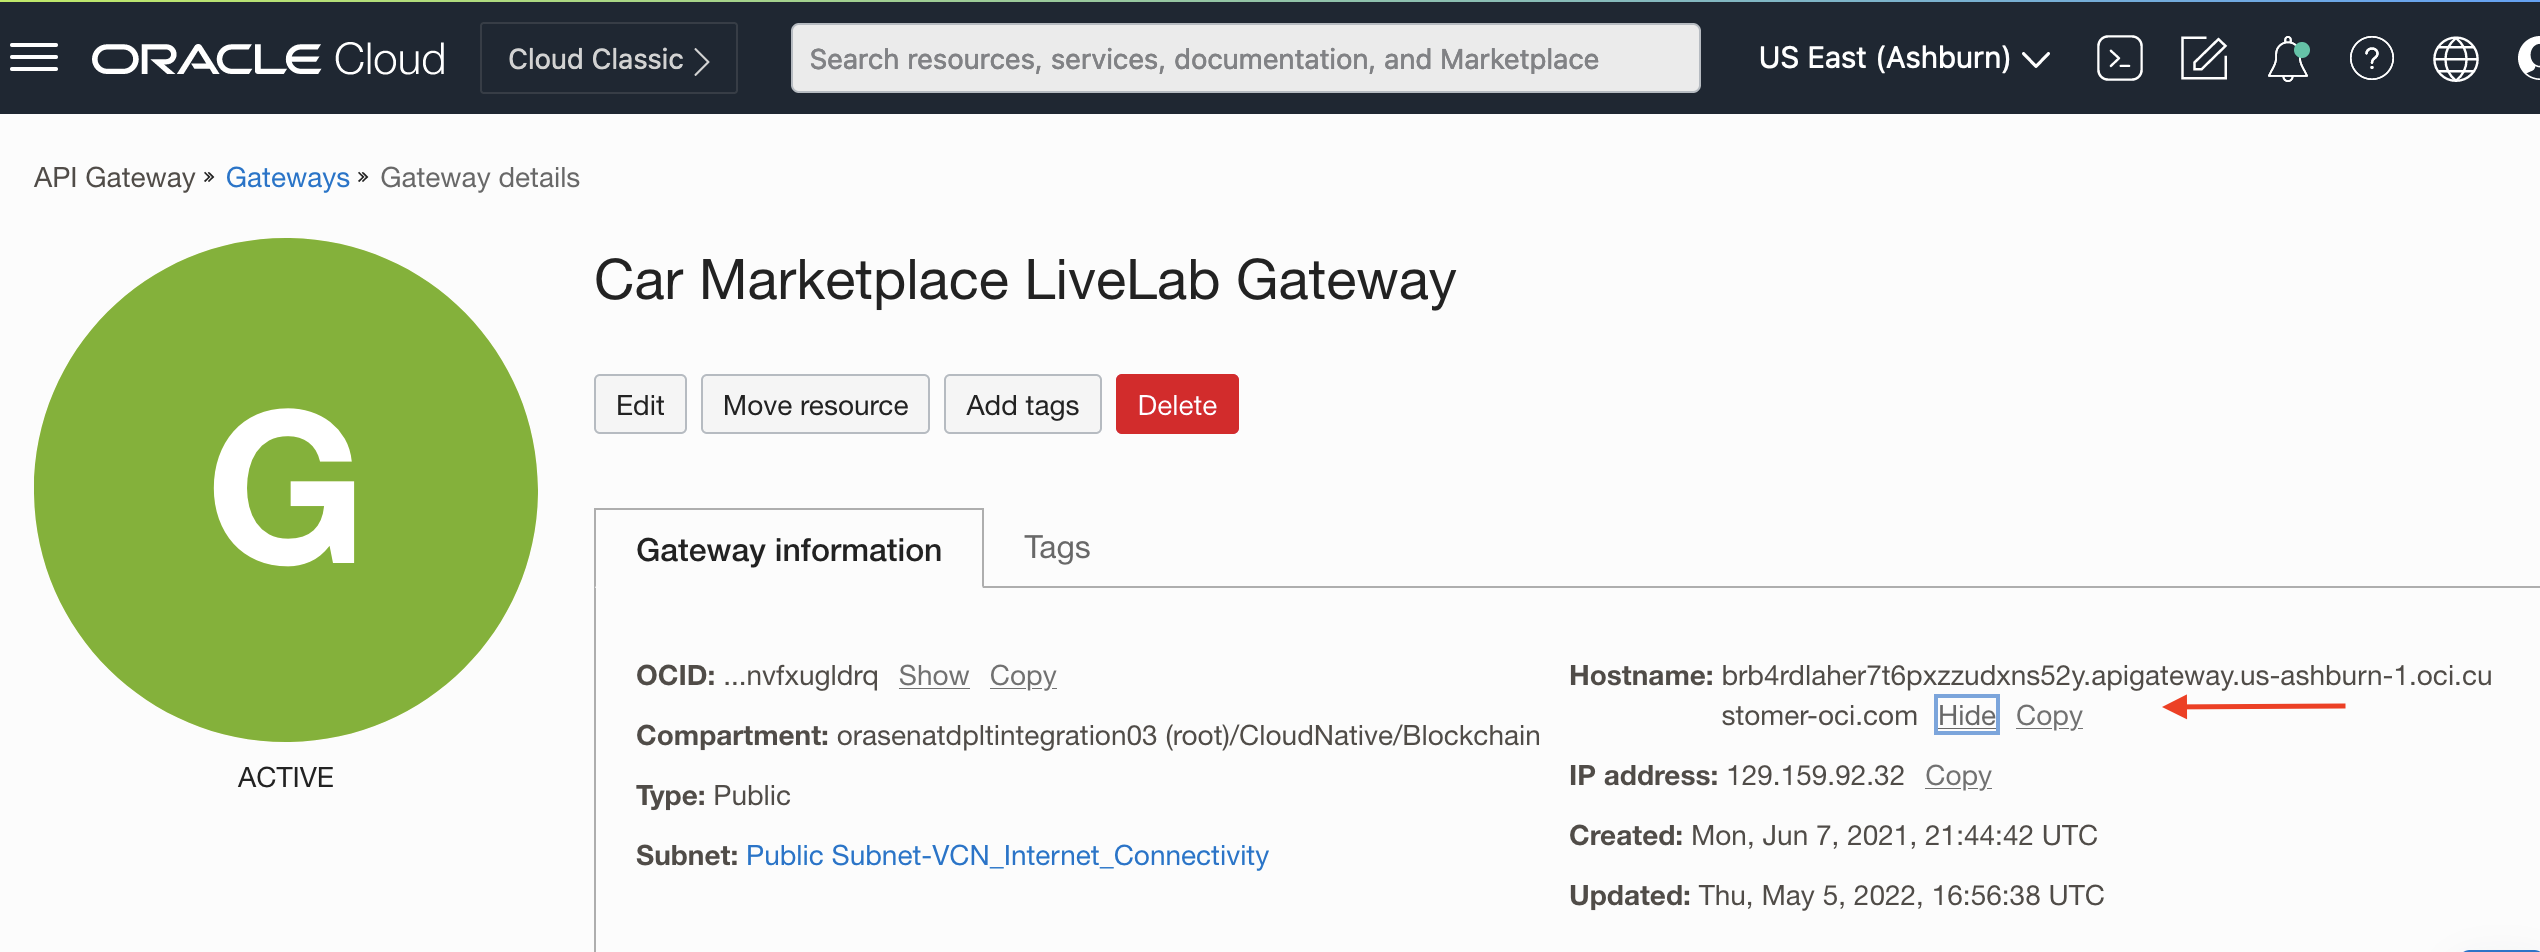 ORACLE Cloud
Cloud Classic
Search resources, services, documentation, and Marketplace
US East (Ashburn)
API Gateway » Gateways » Gateway details
G
ACTIVE
Car Marketplace LiveLab Gateway
Edit
Move resource
Add tags
Delete
Gateway information
Tags
OCID: ...nvfxugldrq Show Copy
Compartment: orasenatdpltintegration03 (root)/CloudNative/Blockchain
Type: Public
Subnet: Public Subnet-VCN_Internet_Connectivity
Hostname: brb4rdlaher7t6pxzzudxns52y.apigateway.us-ashburn-1.oci.cu
stomer-oci.com Hide Copy
IP address: 129.159.92.32 Copy
Created: Mon, Jun 7, 2021, 21:44:42 UTC
Updated: Thu, May 5, 2022, 16:56:38 UTC